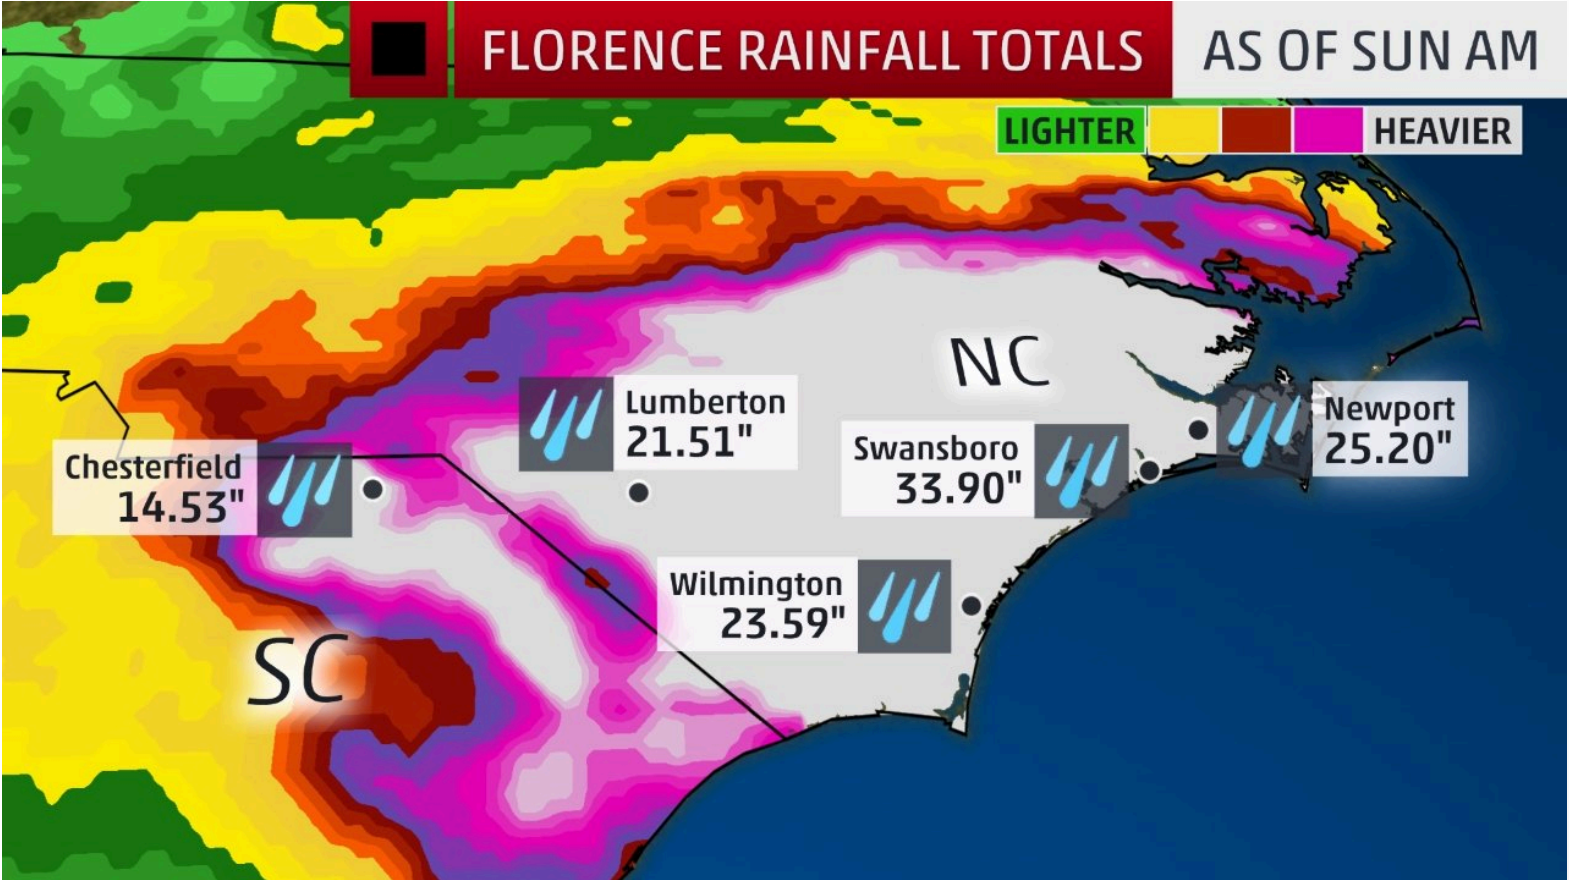 FLORENCE RAINFALL TOTALS
AS OF SUN AM
LIGHTER
HEAVIER
NC
Lumberton
21.51"
Newport
25.20"
Swansboro
33.90"
Chesterfield
14.53"
Wilmington
23.59"
SC